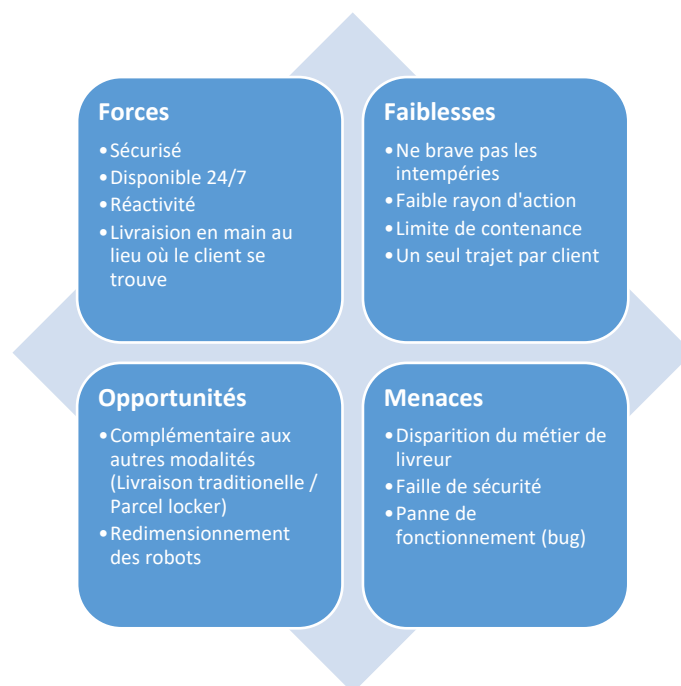 Forces
•Sécurisé
•Disponible 24/7
•Réactivité
•Livraision en main au
lieu où le client se
trouve
Faiblesses
•Ne brave pas les
intempéries
•Faible rayon d'action
•Limite de contenance
•Un seul trajet par client
Opportunités
•Complémentaire aux
autres modalités
(Livraison traditionelle /
Parcel locker)
•Redimensionnement
des robots
Menaces
•Disparition du métier de
livreur
•Faille de sécurité
•Panne de
fonctionnement (bug)